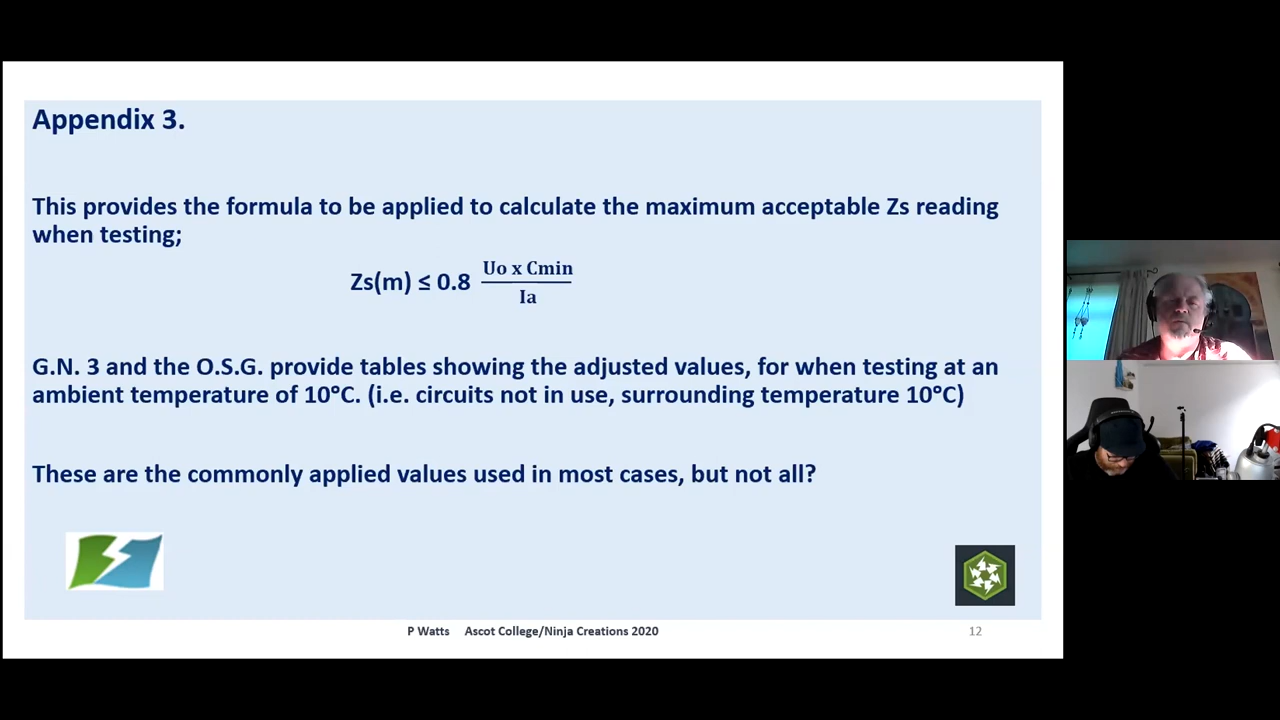 Appendix 3.
This provides the formula to be applied to calculate the maximum acceptable Zs reading
when testing;
Zs(m) ≤ 0.8 Uo x Cmin
Ia
G.N. 3 and the O.S.G. provide tables showing the adjusted values, for when testing at an
ambient temperature of 10°C. (i.e. circuits not in use, surrounding temperature 10°C)
These are the commonly applied values used in most cases, but not all?
P Watts Ascot College/Ninja Creations 2020 12